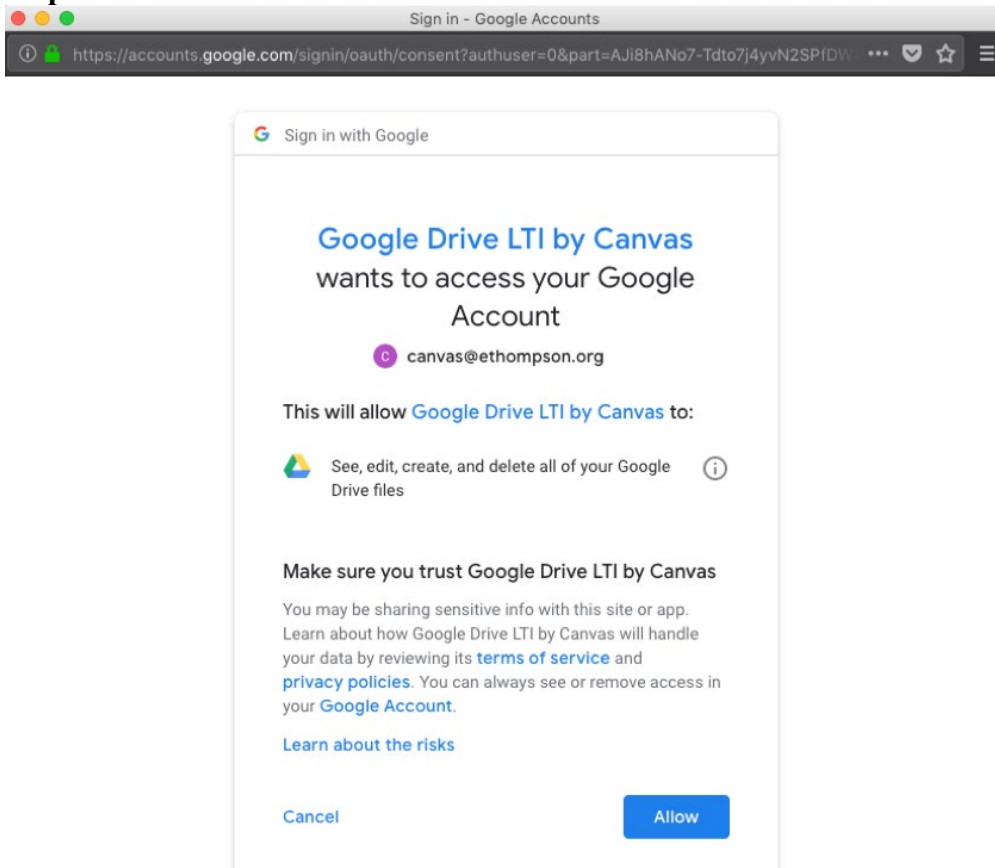 Sign in - Google Accounts
https://accounts.google.com/signin/oauth/consent?authuser=0&part=AJi8hANo7-Tdto7j4yvN2SPfDW
Sign in with Google
Google Drive LTI by Canvas
wants to access your Google
Account
C canvas@ethompson.org
This will allow Google Drive LTI by Canvas to:
See, edit, create, and delete all of your Google
Drive files
Make sure you trust Google Drive LTI by Canvas
You may be sharing sensitive info with this site or app.
Learn about how Google Drive LTI by Canvas will handle
your data by reviewing its terms of service and
privacy policies. You can always see or remove access in
your Google Account.
Learn about the risks
Cancel
Allow